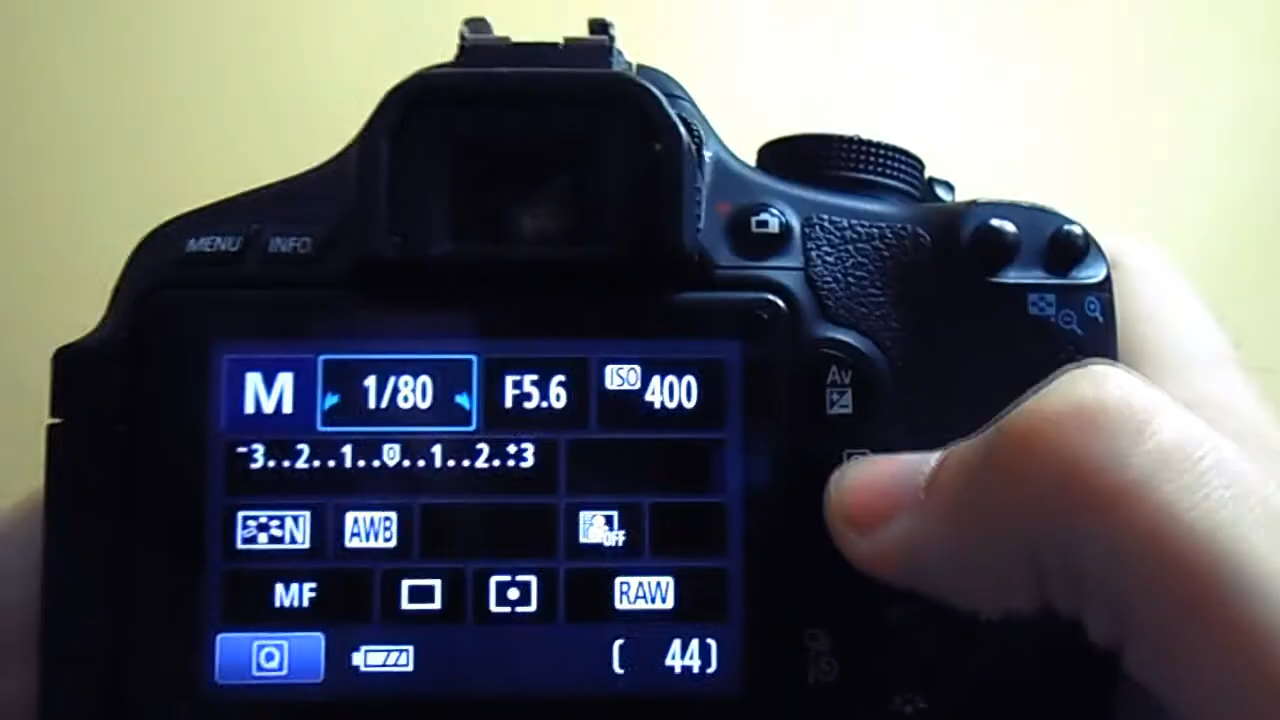 MENU INFO
M 1/80 F5.6 ISO 400
-3..2..1..0..1..2.:+3
N AWB OFF
MF RAW
Q [ 44]
Av